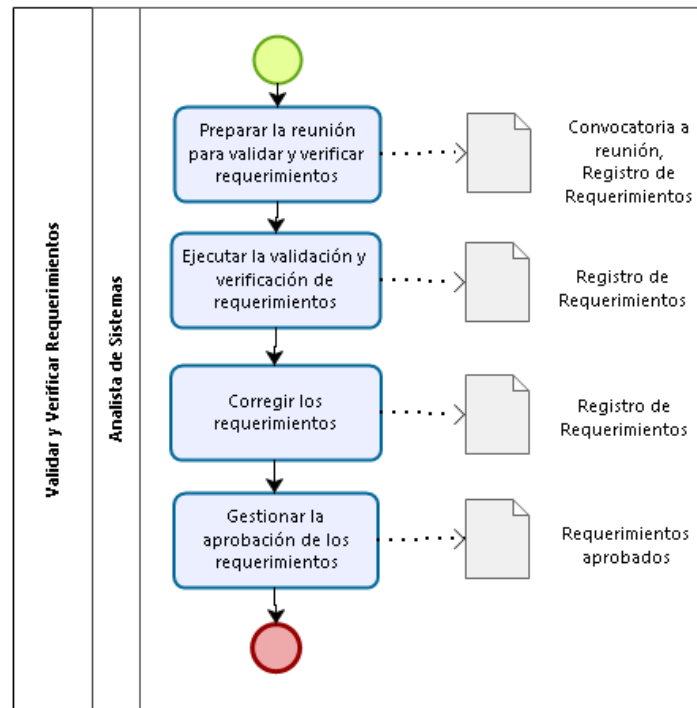 Validar y Verificar Requerimientos
Analista de Sistemas
Preparar la reunión
para validar y verificar
requerimientos
Convocatoria a
reunión,
Registro de
Requerimientos
Ejecutar la validación y
verificación de
requerimientos
Registro de
Requerimientos
Corregir los
requerimientos
Registro de
Requerimientos
Gestionar la
aprobación de los
requerimientos
Requerimientos
aprobados